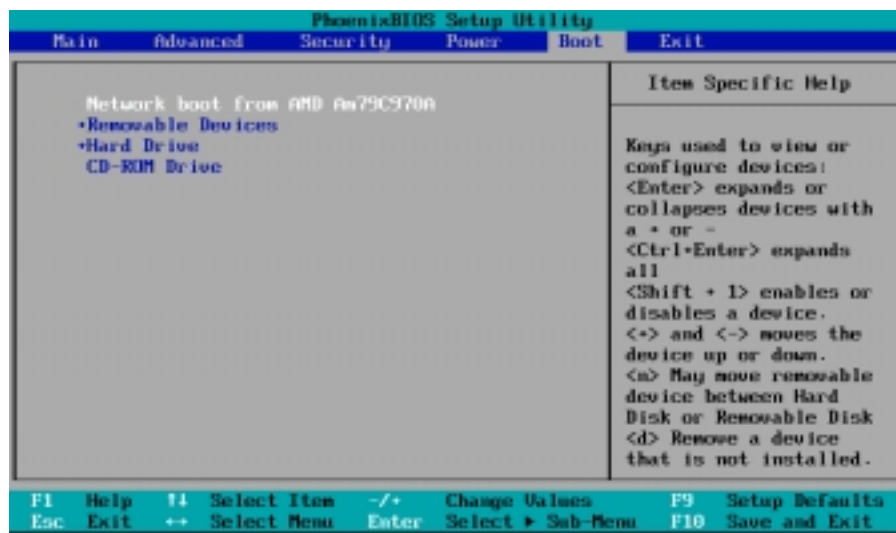 PhoenixBIOS Setup Utility
Main Advanced Security Power Boot Exit
Network boot from AMD Am79C970A
+Removable Devices
+Hard Drive
CD-ROM Drive
Item Specific Help
Keys used to view or
configure devices:
<Enter> expands or
collapses devices with
a + or -
<Ctrl+Enter> expands
all
<Shift + 1> enables or
disables a device.
<+> and <-> moves the
device up or down.
<n> May move removable
device between Hard
Disk or Removable Disk
<d> Remove a device
that is not installed.
F1 Help ↑↓ Select Item -/+ Change Values F9 Setup Defaults
Esc Exit ↔ Select Menu Enter Select ▶ Sub-Menu F10 Save and Exit